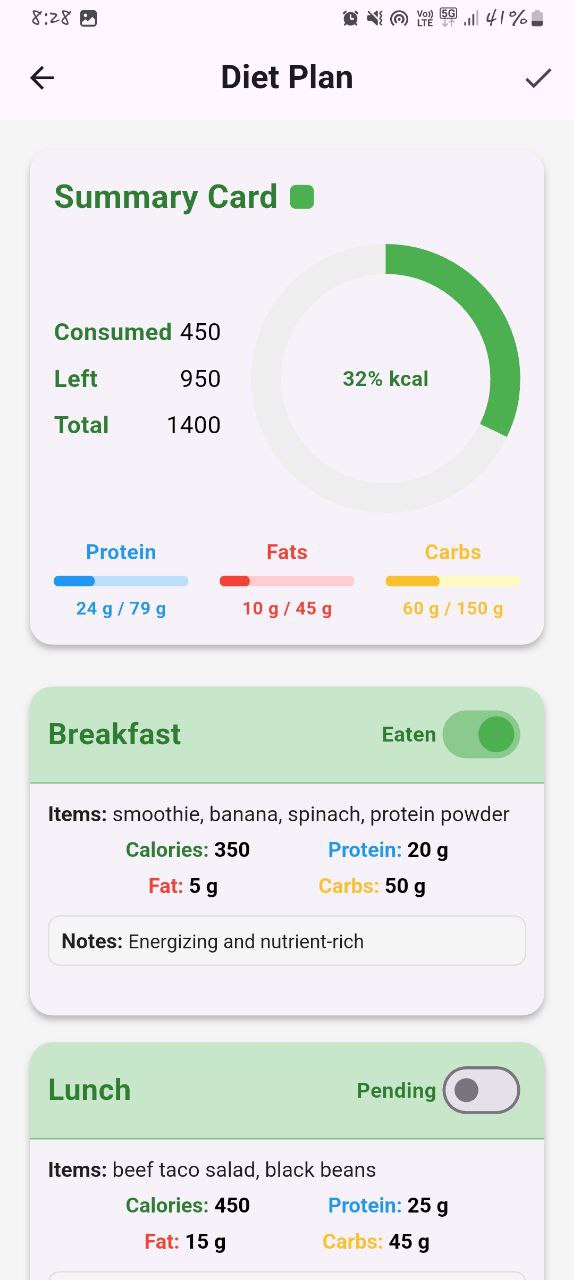 8:28 Vo)) LTE 5G 41%
Diet Plan
Summary Card
Consumed 450
Left 950
Total 1400
32% kcal
Protein Fats Carbs
24 g / 79 g 10 g / 45 g 60 g / 150 g
Breakfast Eaten
Items: smoothie, banana, spinach, protein powder
Calories: 350 Protein: 20 g
Fat: 5 g Carbs: 50 g
Notes: Energizing and nutrient-rich
Lunch Pending
Items: beef taco salad, black beans
Calories: 450 Protein: 25 g
Fat: 15 g Carbs: 45 g